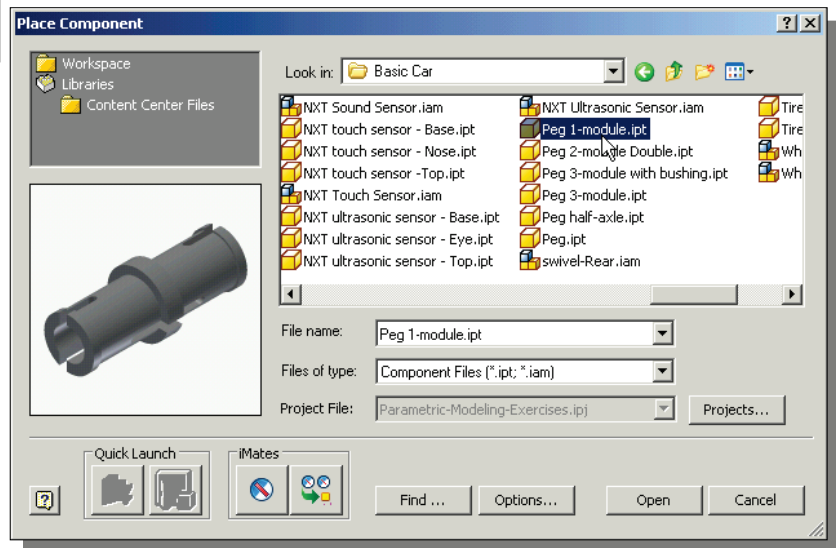 Place Component
Workspace
Libraries
Content Center Files
Look in: Basic Car
NXT Sound Sensor.iam
NXT touch sensor - Base.ipt
NXT touch sensor - Nose.ipt
NXT touch sensor -Top.ipt
NXT Touch Sensor.iam
NXT ultrasonic sensor - Base.ipt
NXT ultrasonic sensor - Eye.ipt
NXT ultrasonic sensor - Top.ipt
NXT Ultrasonic Sensor.iam
Peg 1-module.ipt
Peg 2-module Double.ipt
Peg 3-module with bushing.ipt
Peg 3-module.ipt
Peg half-axle.ipt
Peg.ipt
swivel-Rear.iam
Tire
Tire
Wh
Wh
File name: Peg 1-module.ipt
Files of type: Component Files (*.ipt; *.iam)
Project File: Parametric-Modeling-Exercises.ipj Projects...
Quick Launch iMates
Find ... Options... Open Cancel